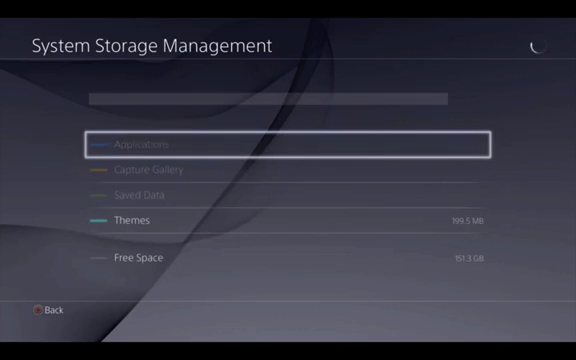 System Storage Management
Applications
Capture Gallery
Saved Data
Themes 199.5 MB
Free Space 151.3 GB
Back